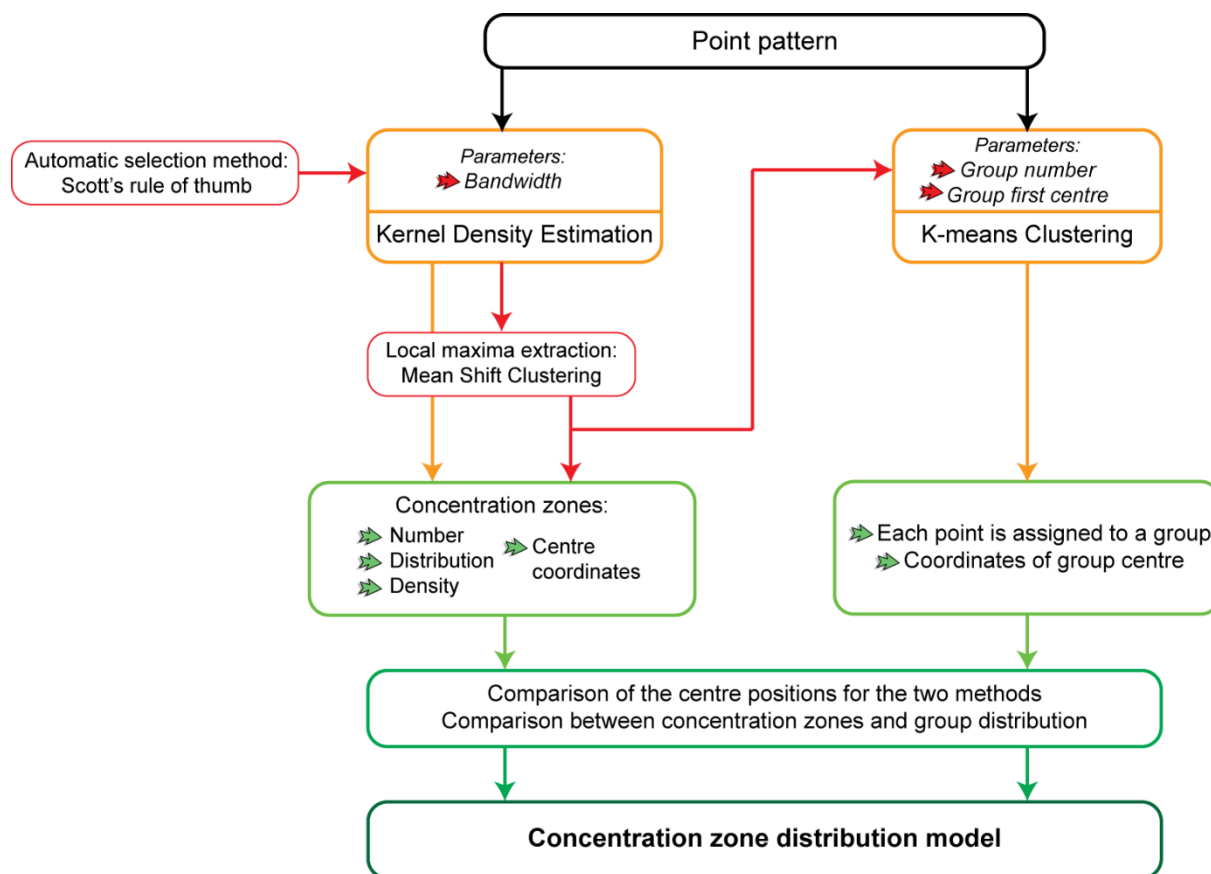 Point pattern
Automatic selection method:
Scott's rule of thumb
Parameters:
Bandwidth
Kernel Density Estimation
Parameters:
Group number
Group first centre
K-means Clustering
Local maxima extraction:
Mean Shift Clustering
Concentration zones:
Number
Distribution
Density
Centre
coordinates
Each point is assigned to a group
Coordinates of group centre
Comparison of the centre positions for the two methods
Comparison between concentration zones and group distribution
Concentration zone distribution model